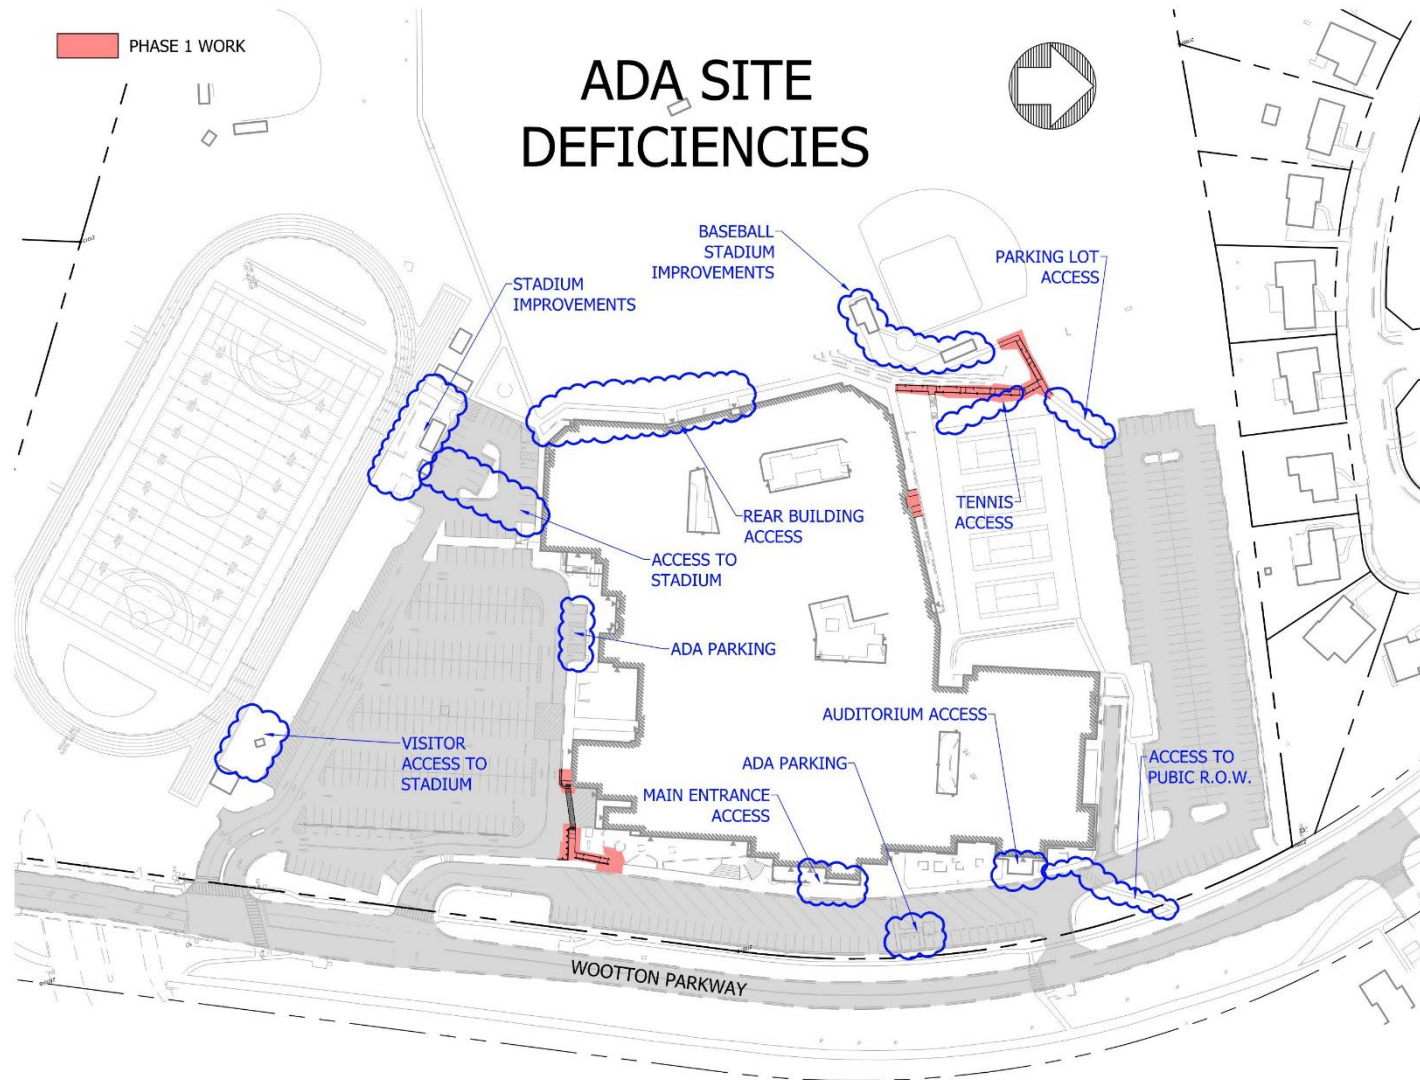 PHASE 1 WORK
ADA SITE
DEFICIENCIES
BASEBALL
STADIUM
IMPROVEMENTS
PARKING LOT
ACCESS
STADIUM
IMPROVEMENTS
TENNIS
ACCESS
REAR BUILDING
ACCESS
ACCESS TO
STADIUM
ADA PARKING
AUDITORIUM ACCESS
VISITOR
ACCESS TO
STADIUM
ADA PARKING
ACCESS TO
PUBIC R.O.W.
MAIN ENTRANCE
ACCESS
WOOTTON PARKWAY